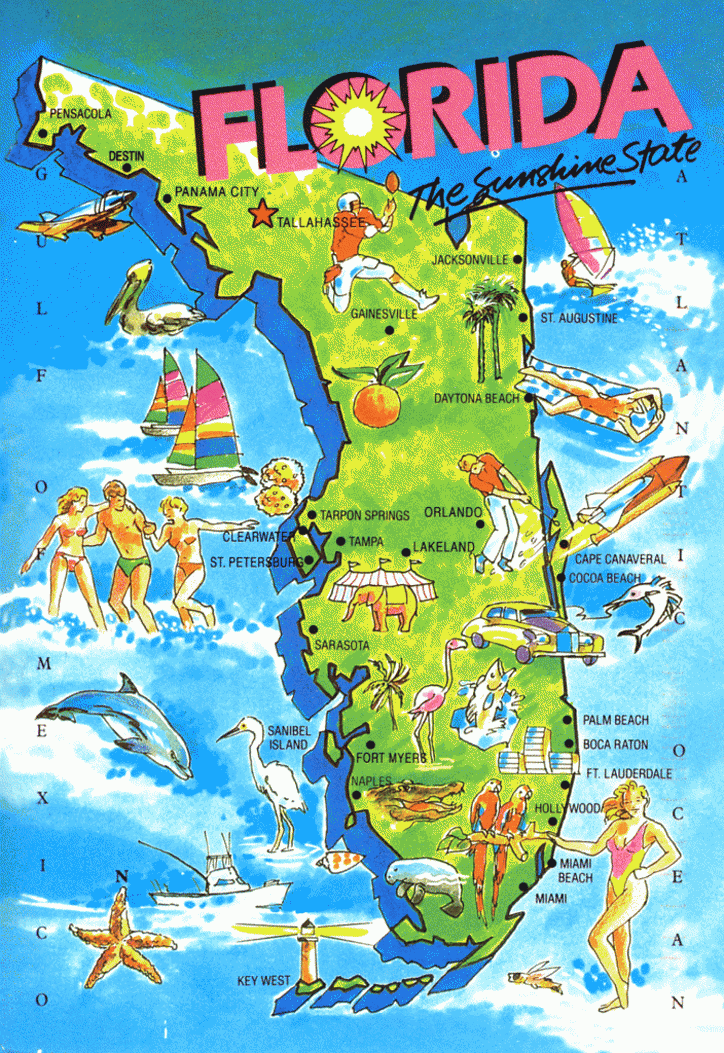 FLORIDA
The Sunshine State
PENSACOLA
DESTIN
PANAMA CITY
TALLAHASSEE
JACKSONVILLE
GAINESVILLE
ST. AUGUSTINE
DAYTONA BEACH
TARPON SPRINGS
ORLANDO
CLEARWATER
TAMPA
LAKELAND
ST. PETERSBURG
CAPE CANAVERAL
COCOA BEACH
SARASOTA
PALM BEACH
SANIBEL
ISLAND
BOCA RATON
FORT MYERS
FT. LAUDERDALE
NAPLES
HOLLYWOOD
MIAMI
BEACH
MIAMI
N
KEY WEST
GULF OF MEXICO
ATLANTIC OCEAN